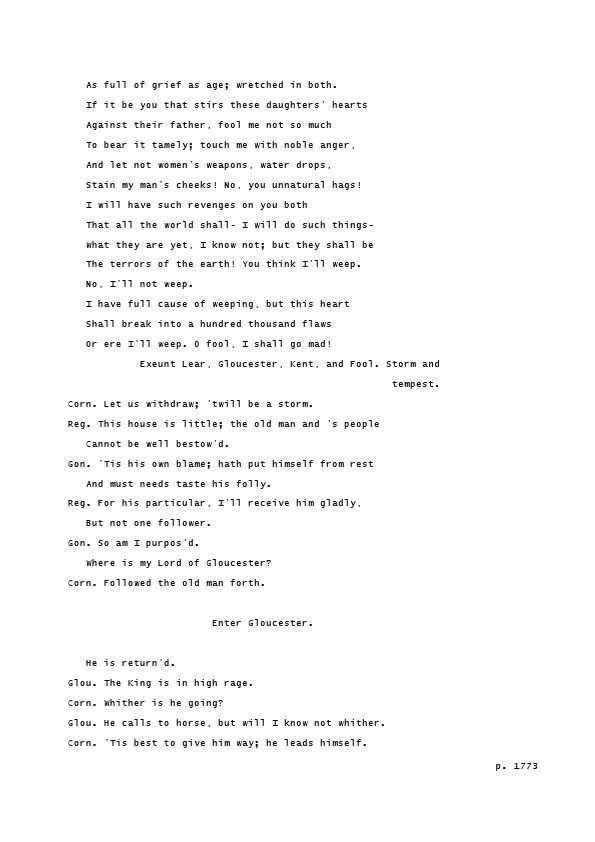 As full of grief as age; wretched in both.
If it be you that stirs these daughters' hearts
Against their father, fool me not so much
To bear it tamely; touch me with noble anger,
And let not women's weapons, water drops,
Stain my man's cheeks! No, you unnatural hags!
I will have such revenges on you both
That all the world shall- I will do such things-
What they are yet, I know not; but they shall be
The terrors of the earth! You think I'll weep.
No, I'll not weep.
I have full cause of weeping, but this heart
Shall break into a hundred thousand flaws
Or ere I'll weep. O fool, I shall go mad!
Exeunt Lear, Gloucester, Kent, and Fool. Storm and
tempest.
Corn. Let us withdraw; 'twill be a storm.
Reg. This house is little; the old man and 's people
Cannot be well bestow'd.
Gon. 'Tis his own blame; hath put himself from rest
And must needs taste his folly.
Reg. For his particular, I'll receive him gladly,
But not one follower.
Gon. So am I purpos'd.
Where is my Lord of Gloucester?
Corn. Followed the old man forth.
Enter Gloucester.
He is return'd.
Glou. The King is in high rage.
Corn. Whither is he going?
Glou. He calls to horse, but will I know not whither.
Corn. 'Tis best to give him way; he leads himself.
p. 1773